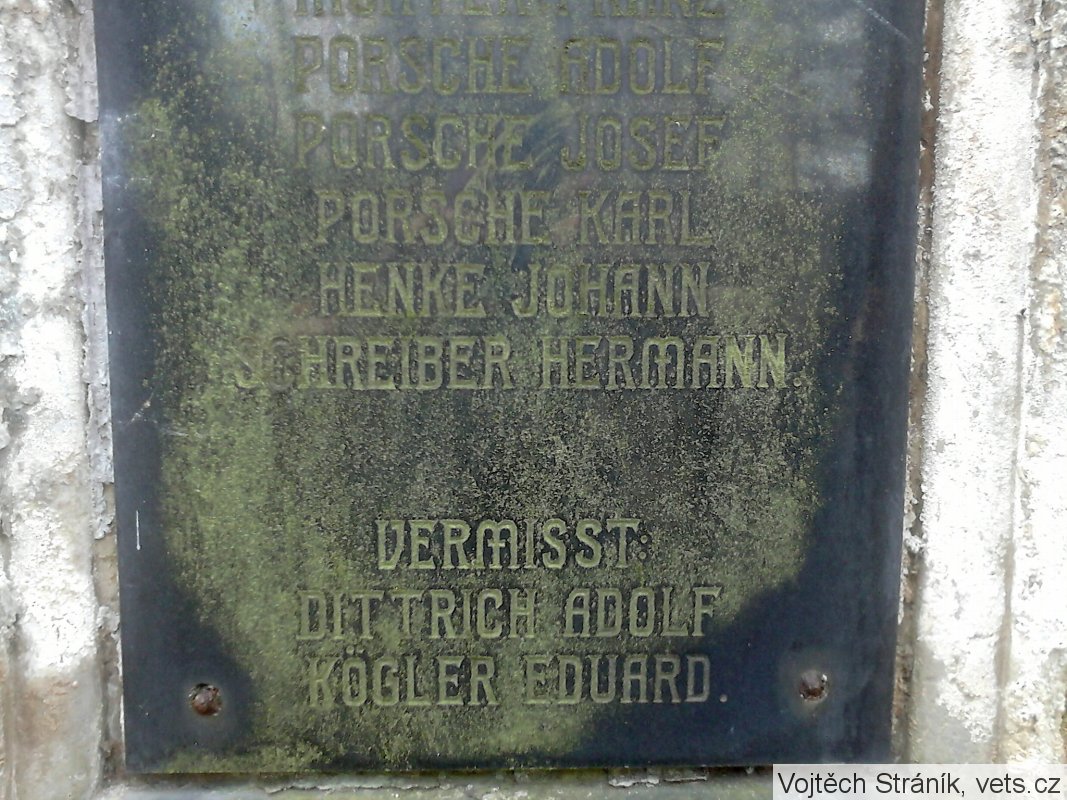 PORSCHE ADOLF
PORSCHE JOSEF
PORSCHE KARL
HENKE JOHANN
SCHREIBER HERMANN.
VERMISST:
DITTRICH ADOLF
KÖGLER EDUARD.
Vojtěch Stráník, vets.cz